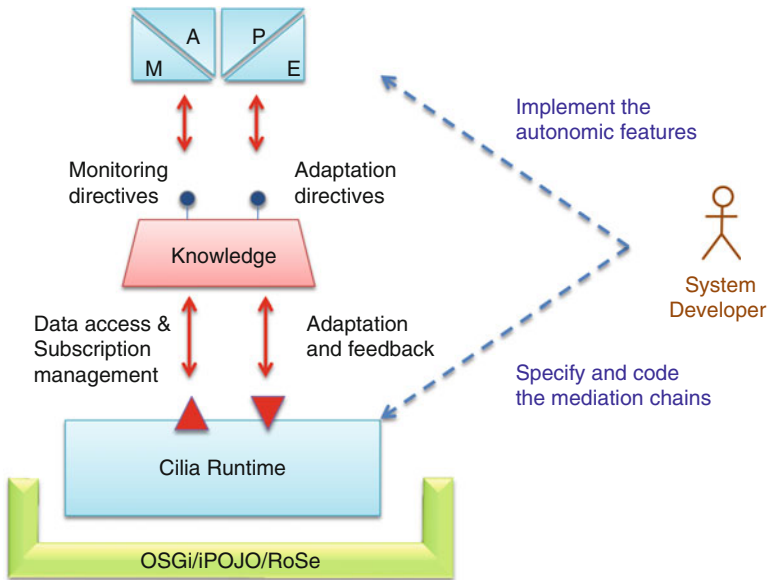 A
P
M
E
Implement the
autonomic features
Monitoring
directives
Adaptation
directives
Knowledge
System
Developer
Data access &
Subscription
management
Adaptation
and feedback
Specify and code
the mediation chains
Cilia Runtime
OSGi/iPOJO/RoSe